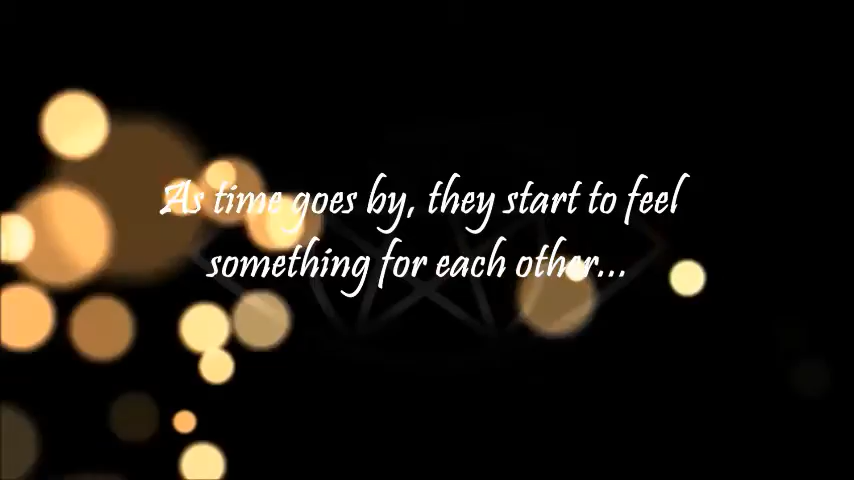 As time goes by, they start to feel
something for each other...